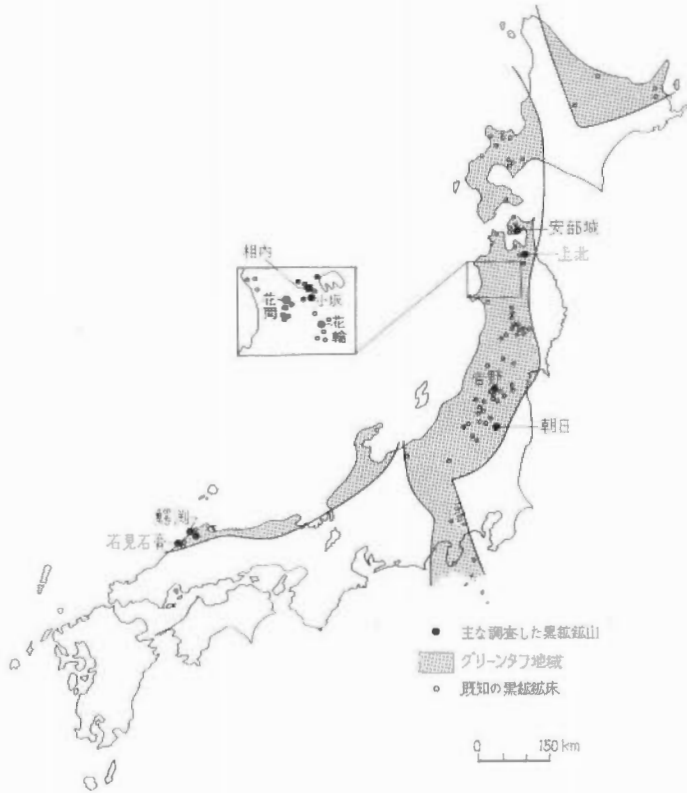 安部城
上北
相内
小坂
花岡
花輪
吉野
朝日
鰐渕
石見石膏
主な調査した黒鉱鉱山
グリーンタフ地域
既知の黒鉱鉱床
0 150 km